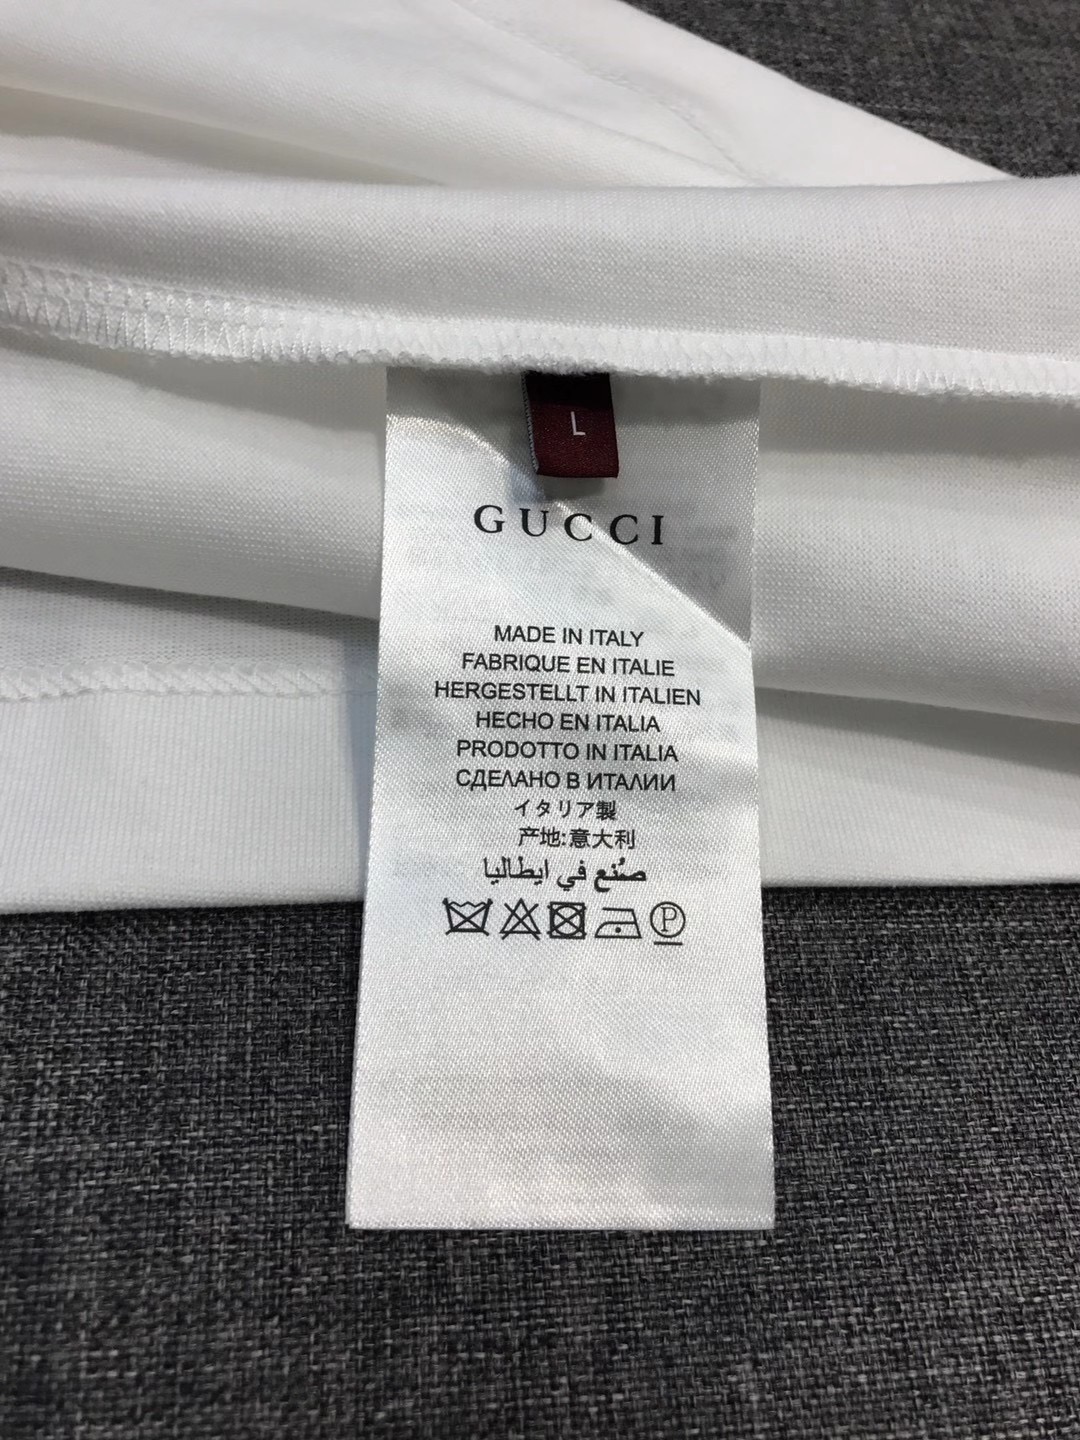 L
GUCCI
MADE IN ITALY
FABRIQUE EN ITALIE
HERGESTELLT IN ITALIEN
HECHO EN ITALIA
PRODOTTO IN ITALIA
СДЕЛАНО В ИТАЛИИ
イタリア製
产地:意大利
صُنع في ايطاليا
P